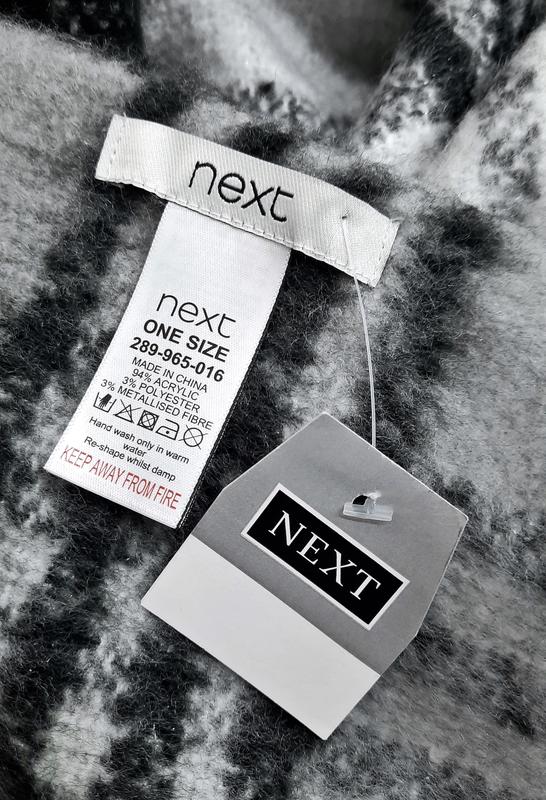 next
next
ONE SIZE
289-965-016
MADE IN CHINA
94% ACRYLIC
3% POLYESTER
3% METALLISED FIBRE
Hand wash only in warm
water
Re-shape whilst damp
KEEP AWAY FROM FIRE
NEXT